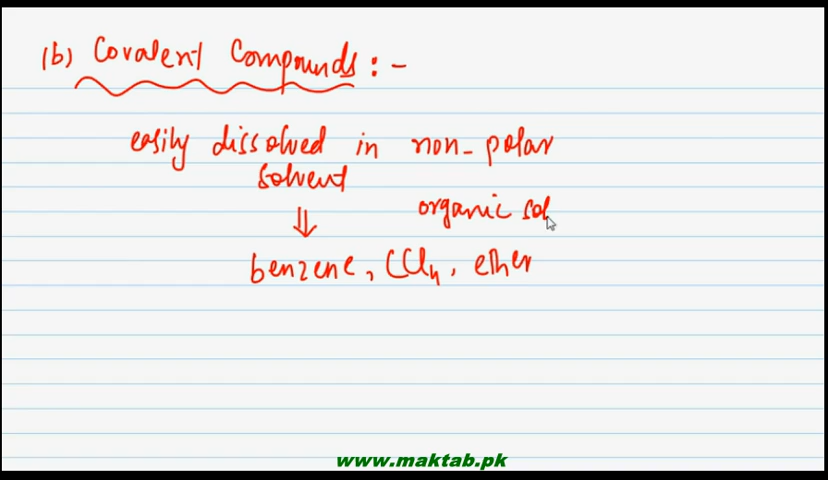 (b) Covalent Compounds : -
easily dissolved in non-polar
solvent
organic sol
⇓
benzene, CCl4, ether
www.maktab.pk